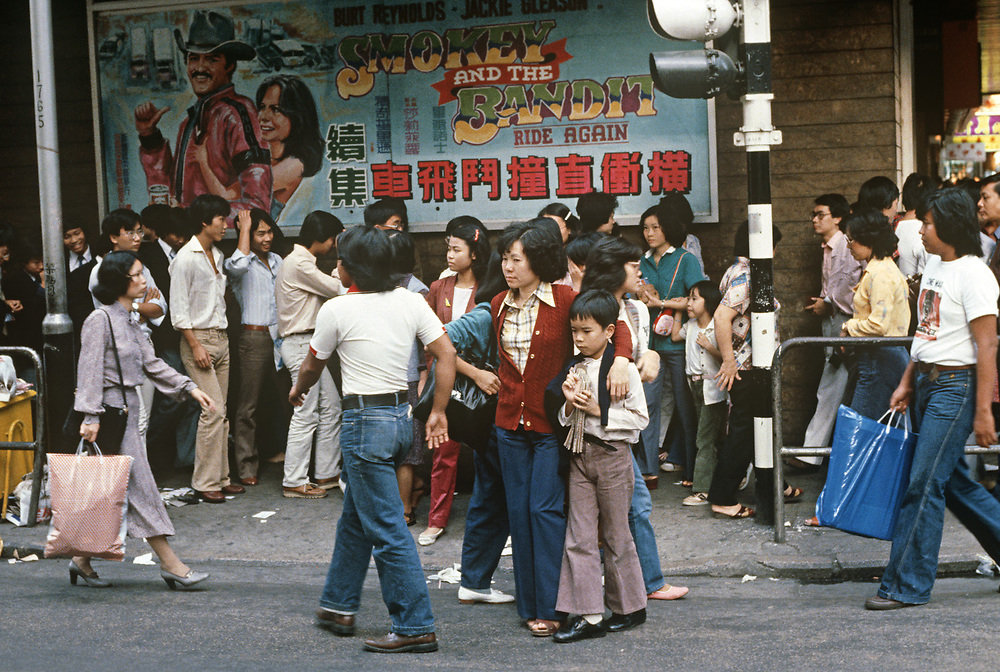 BURT REYNOLDS - JACKIE GLEASON
SMOKEY
AND THE
BANDIT
RIDE AGAIN
續集
橫衝直撞鬥飛車
1765